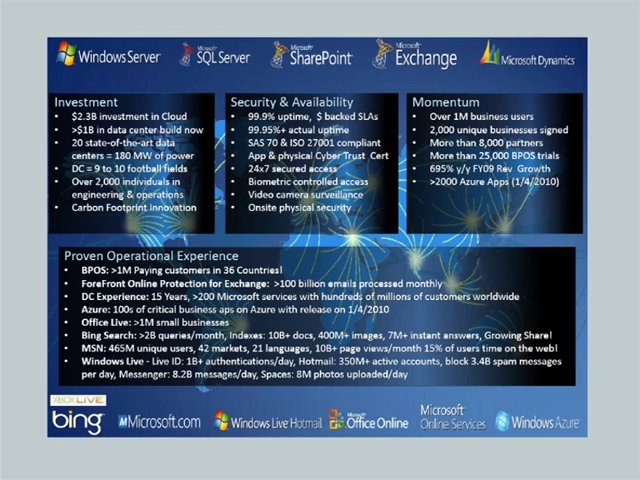 Windows Server
Microsoft
SQL Server
Microsoft
SharePoint
Microsoft
Exchange
Microsoft Dynamics
Investment
• $2.3B investment in Cloud
• >$1B in data center build now
• 20 state-of-the-art data
centers = 180 MW of power
• DC = 9 to 10 football fields
• Over 2,000 individuals in
engineering & operations
• Carbon Footprint Innovation
Security & Availability
• 99.9% uptime, $ backed SLAs
• 99.95%+ actual uptime
• SAS 70 & ISO 27001 compliant
• App & physical Cyber Trust Cert
• 24x7 secured access
• Biometric controlled access
• Video camera surveillance
• Onsite physical security
Momentum
• Over 1M business users
• 2,000 unique businesses signed
• More than 8,000 partners
• More than 25,000 BPOS trials
• 695% y/y FY09 Rev Growth
• >2000 Azure Apps (1/4/2010)
Proven Operational Experience
• BPOS: >1M Paying customers in 36 Countries!
• ForeFront Online Protection for Exchange: >100 billion emails processed monthly
• DC Experience: 15 Years, >200 Microsoft services with hundreds of millions of customers worldwide
• Azure: 100s of critical business aps on Azure with release on 1/4/2010
• Office Live: >1M small businesses
• Bing Search: >2B queries/month, Indexes: 10B+ docs, 400M+ images, 7M+ instant answers, Growing Share!
• MSN: 465M unique users, 42 markets, 21 languages, 10B+ page views/month 15% of users time on the web!
• Windows Live - Live ID: 1B+ authentications/day, Hotmail: 350M+ active accounts, block 3.4B spam messages
per day, Messenger: 8.2B messages/day, Spaces: 8M photos uploaded/day
XBOX LIVE
bing
Microsoft.com
Windows Live Hotmail
Microsoft
Office Online
Microsoft
Online Services
Windows Azure